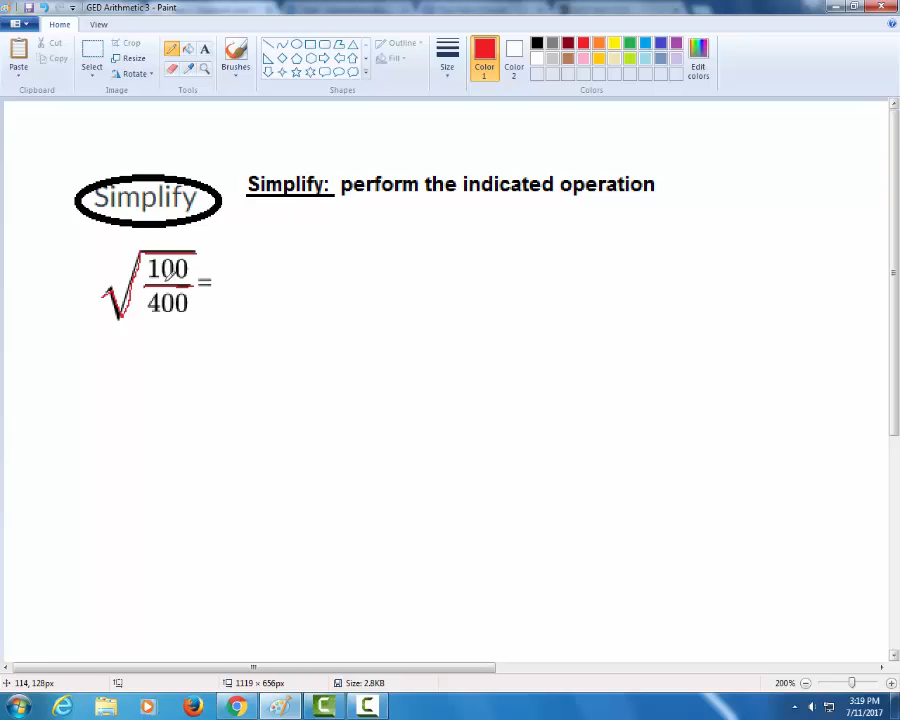 GED Arithmetic 3 - Paint
Home View
Paste
Cut
Copy
Clipboard
Select
Crop
Resize
Rotate
Image
A
Tools
Brushes
Outline
Fill
Shapes
Size
Color 1
Color 2
Edit colors
Colors
Simplify
Simplify: perform the indicated operation
√(100/400) =
114, 128px
1119 × 656px
Size: 2.8KB
200%
3:19 PM
7/11/2017